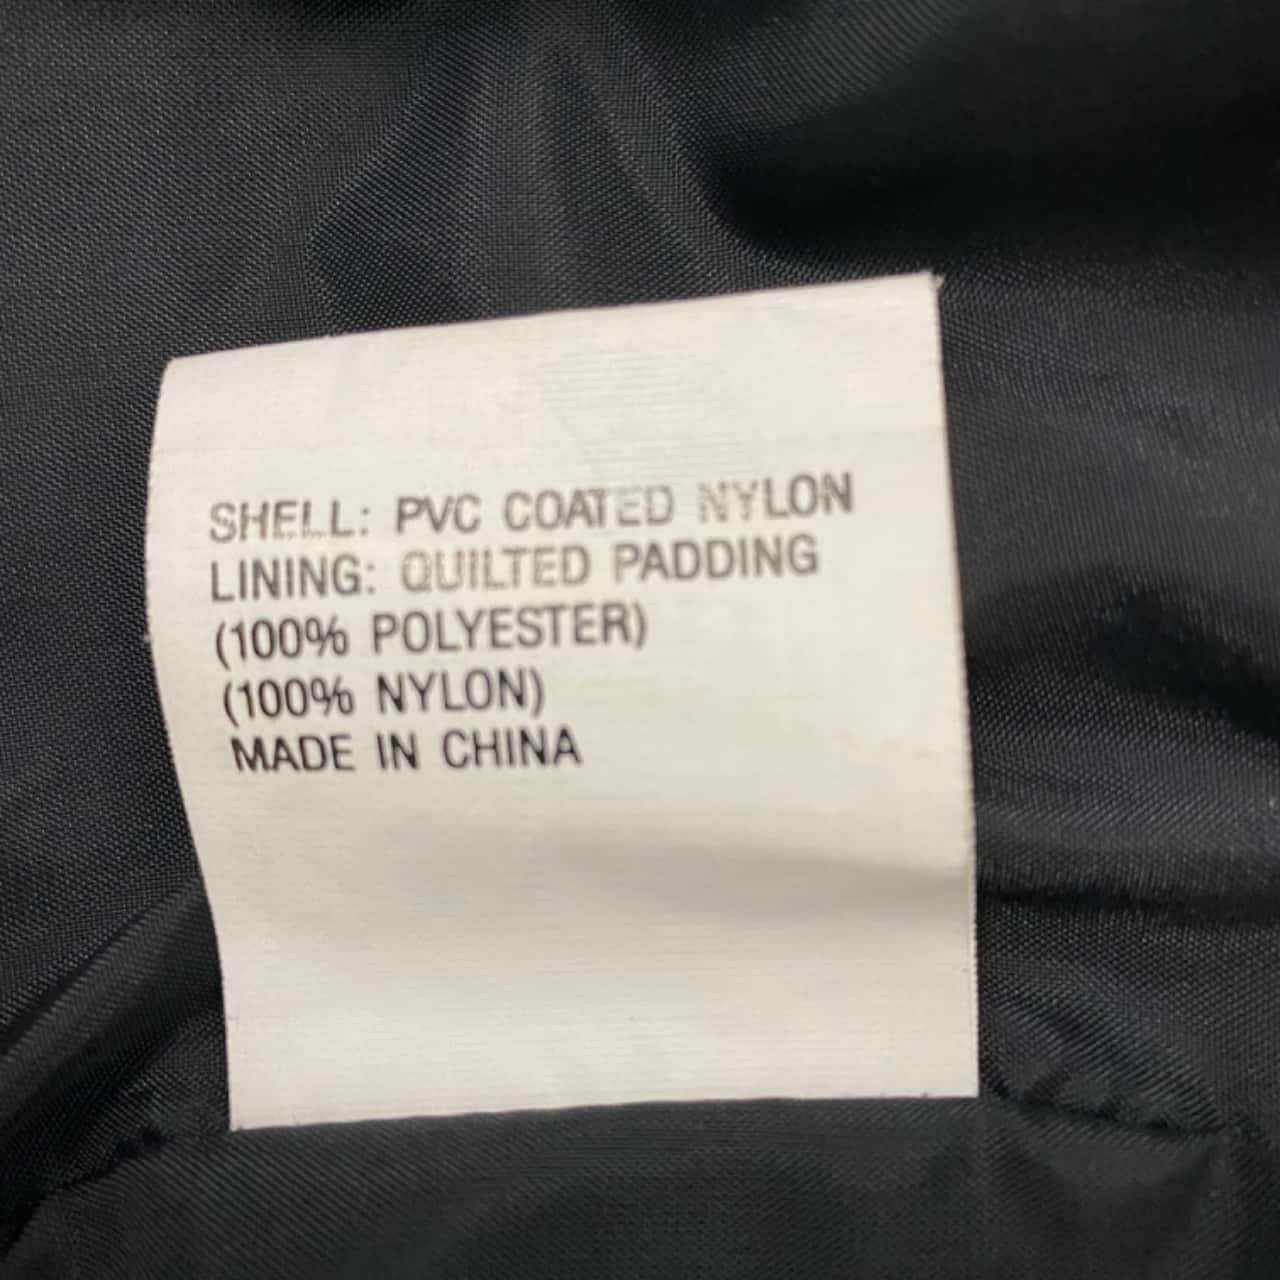 SHELL: PVC COATED NYLON
LINING: QUILTED PADDING
(100% POLYESTER)
(100% NYLON)
MADE IN CHINA